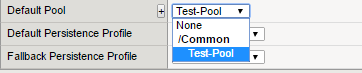 Default Pool + Test-Pool
None
/Common
Test-Pool
Default Persistence Profile
Fallback Persistence Profile